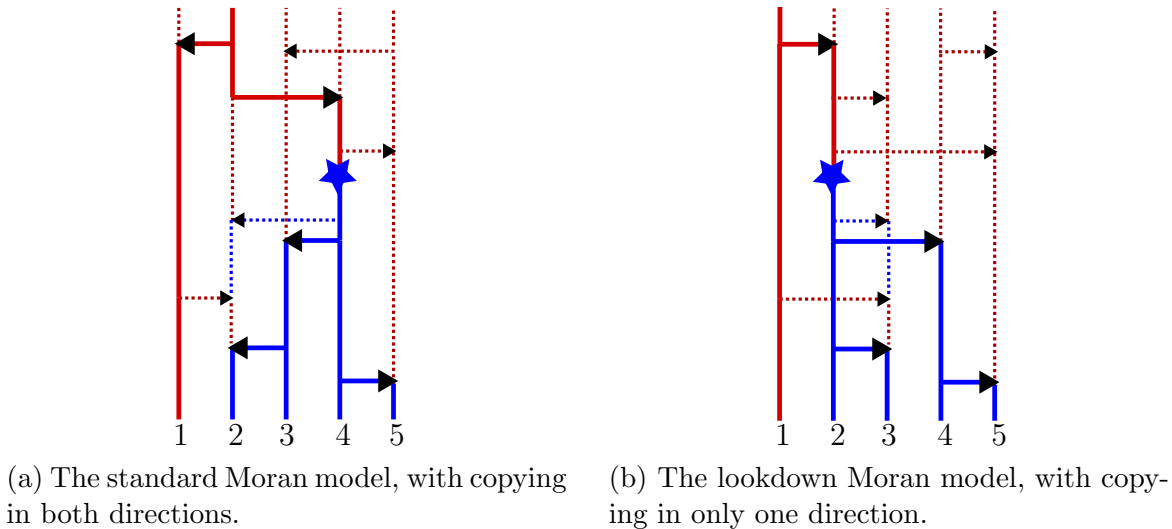 1 2 3 4 5
1 2 3 4 5
(a) The standard Moran model, with copying
in both directions.
(b) The lookdown Moran model, with copy-
ing in only one direction.